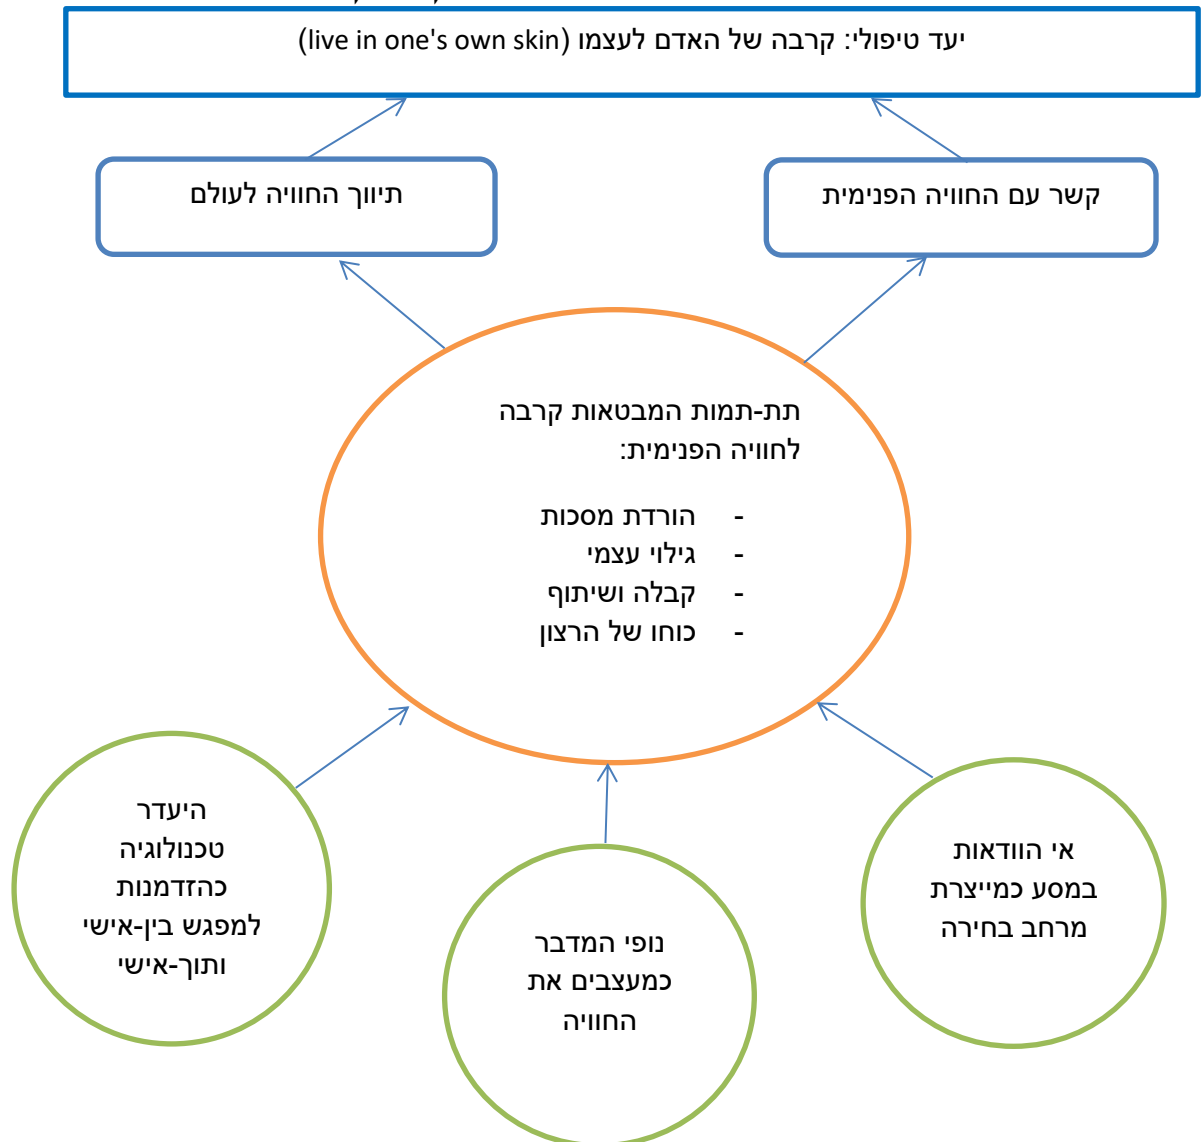 יעד טיפולי: קרבה של האדם לעצמו (live in one's own skin)
קשר עם החוויה הפנימית
תיווך החוויה לעולם
תת-תמות המבטאות קרבה
לחוויה הפנימית:
- הורדת מסכות
- גילוי עצמי
- קבלה ושיתוף
- כוחו של הרצון
אי הוודאות
במסע כמייצרת
מרחב בחירה
נופי המדבר
כמעצבים את
החוויה
היעדר
טכנולוגיה
כהזדמנות
למפגש בין-אישי
ותוך-אישי